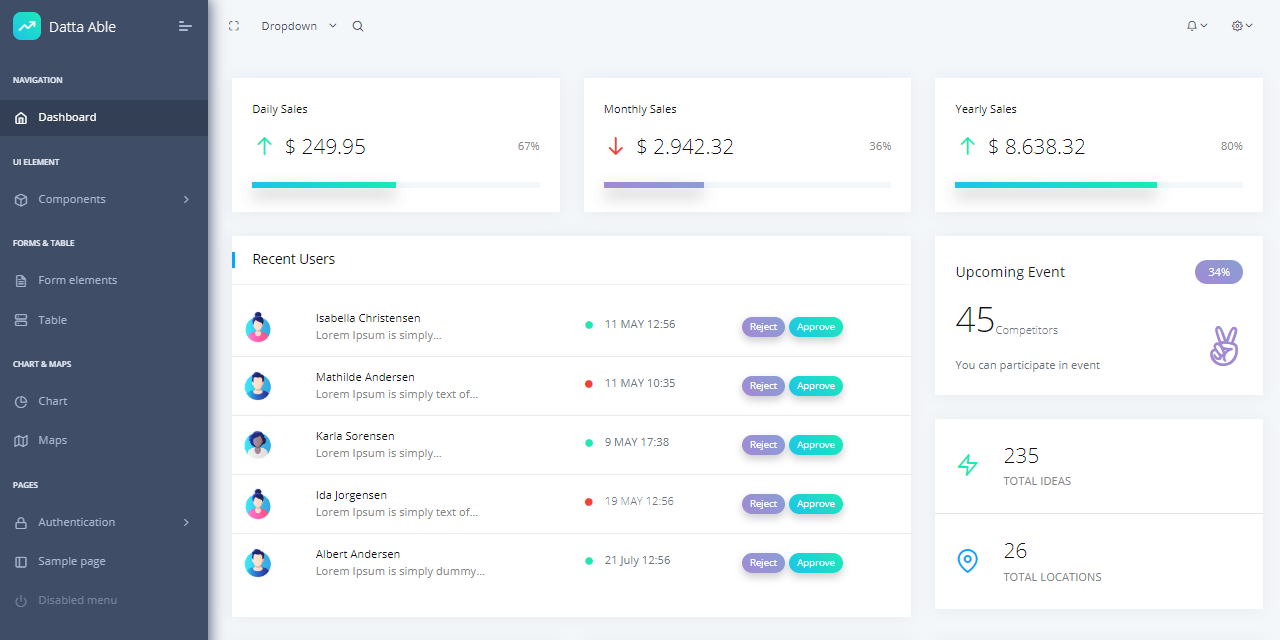 Datta Able
NAVIGATION
Dashboard
UI ELEMENT
Components
FORMS & TABLE
Form elements
Table
CHART & MAPS
Chart
Maps
PAGES
Authentication
Sample page
Disabled menu
Dropdown
Daily Sales
$ 249.95
67%
Monthly Sales
$ 2.942.32
36%
Yearly Sales
$ 8.638.32
80%
Recent Users
Isabella Christensen
Lorem Ipsum is simply...
11 MAY 12:56
Reject Approve
Mathilde Andersen
Lorem Ipsum is simply text of...
11 MAY 10:35
Reject Approve
Karla Sorensen
Lorem Ipsum is simply...
9 MAY 17:38
Reject Approve
Ida Jorgensen
Lorem Ipsum is simply text of...
19 MAY 12:56
Reject Approve
Albert Andersen
Lorem Ipsum is simply dummy...
21 July 12:56
Reject Approve
Upcoming Event
34%
45 Competitors
You can participate in event
235
TOTAL IDEAS
26
TOTAL LOCATIONS